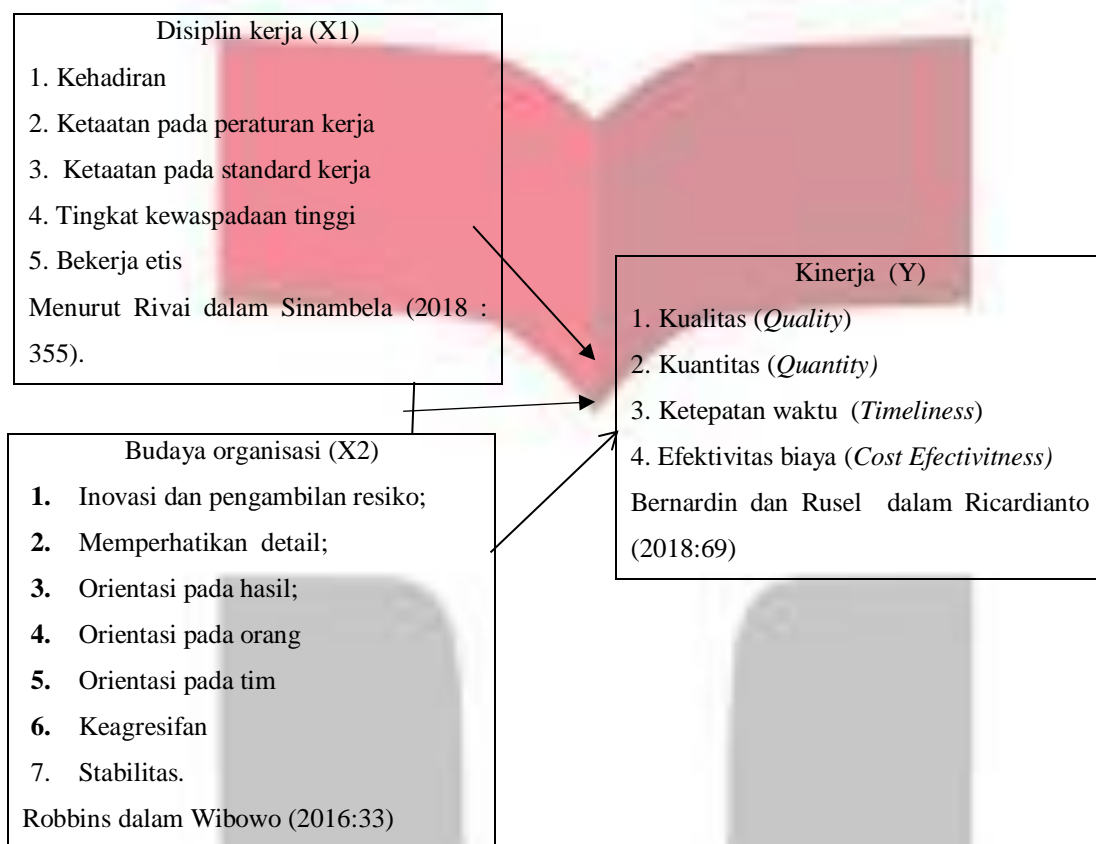 Disiplin kerja (X1)
1. Kehadiran
2. Ketaatan pada peraturan kerja
3. Ketaatan pada standard kerja
4. Tingkat kewaspadaan tinggi
5. Bekerja etis
Menurut Rivai dalam Sinambela (2018 :
355).
Kinerja (Y)
1. Kualitas (Quality)
2. Kuantitas (Quantity)
3. Ketepatan waktu (Timeliness)
4. Efektivitas biaya (Cost Efectivitness)
Bernardin dan Rusel dalam Ricardianto
(2018:69)
Budaya organisasi (X2)
1. Inovasi dan pengambilan resiko;
2. Memperhatikan detail;
3. Orientasi pada hasil;
4. Orientasi pada orang
5. Orientasi pada tim
6. Keagresifan
7. Stabilitas.
Robbins dalam Wibowo (2016:33)